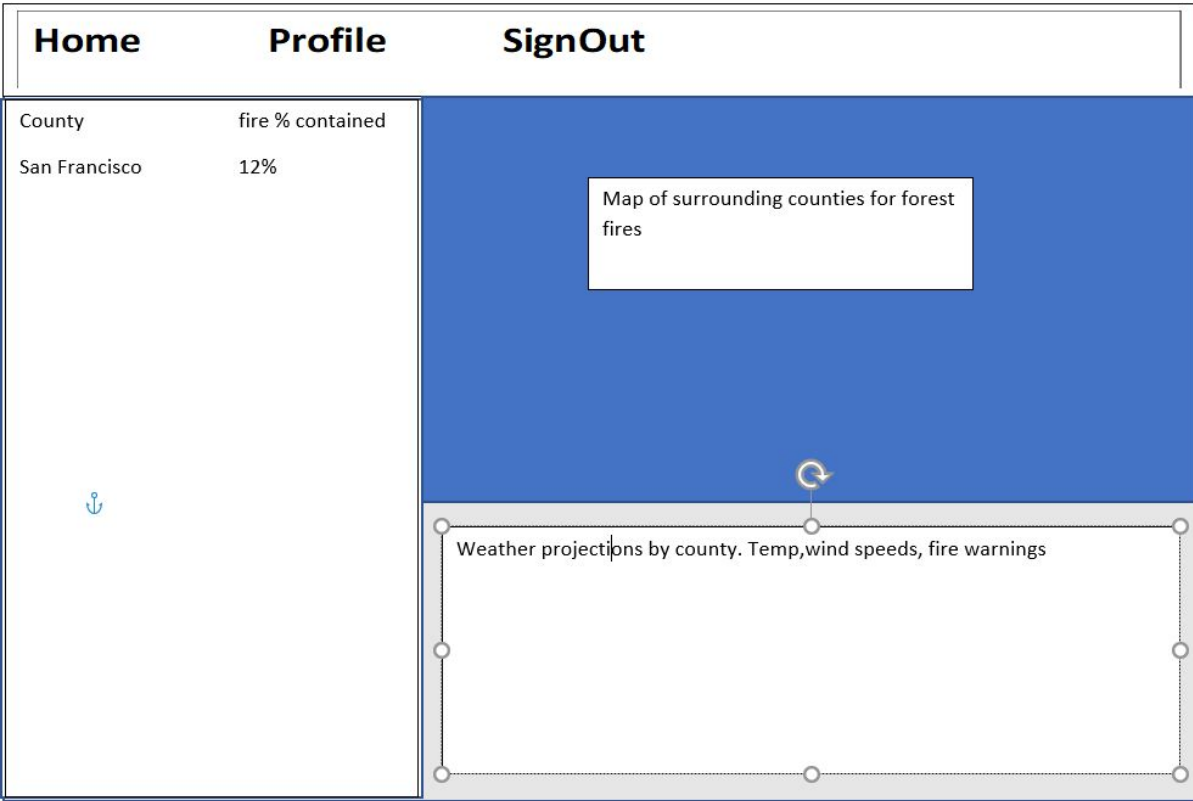 Home Profile SignOut
County fire % contained
San Francisco 12%
Map of surrounding counties for forest
fires
Weather projections by county. Temp,wind speeds, fire warnings